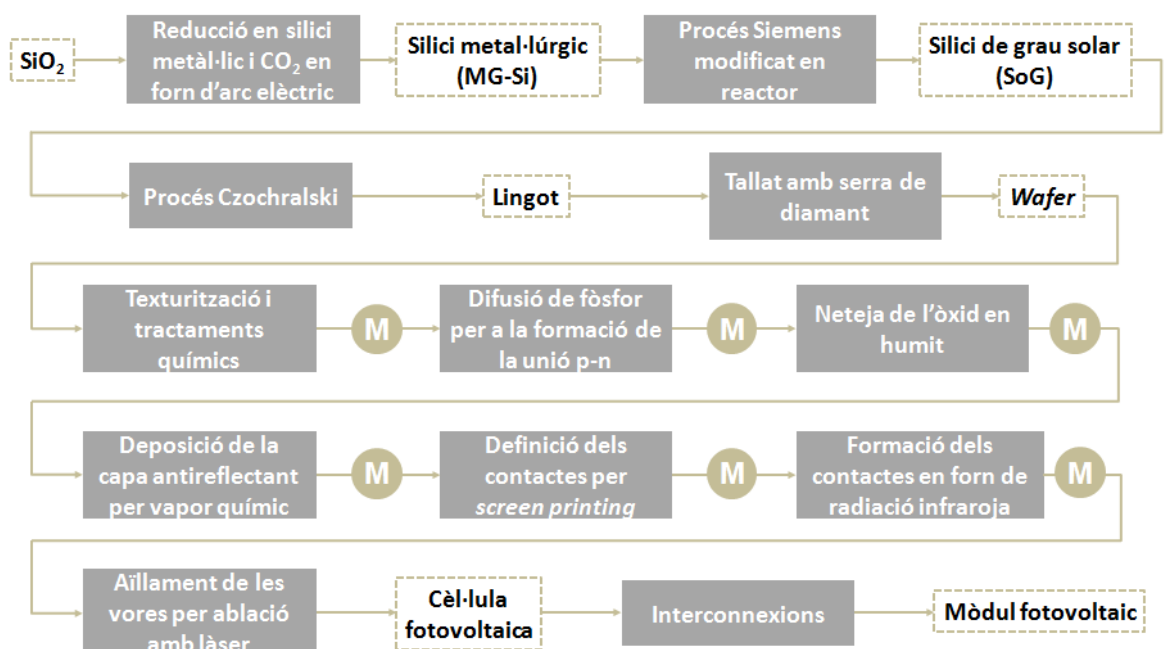 SiO₂
Reducció en silici
metàl·lic i CO₂ en
forn d'arc elèctric
Silici metal·lúrgic
(MG-Si)
Procés Siemens
modificat en
reactor
Silici de grau solar
(SoG)
Procés Czochralski
Lingot
Tallat amb serra de
diamant
Wafer
Texturització i
tractaments
químics
M
Difusió de fòsfor
per a la formació de
la unió p-n
M
Neteja de l'òxid en
humit
M
Deposició de la
capa antireflectant
per vapor químic
M
Definició dels
contactes per
screen printing
M
Formació dels
contactes en forn de
radiació infraroja
M
Aïllament de les
vores per ablació
amb làser
Cèl·lula
fotovoltaica
Interconnexions
Mòdul fotovoltaic